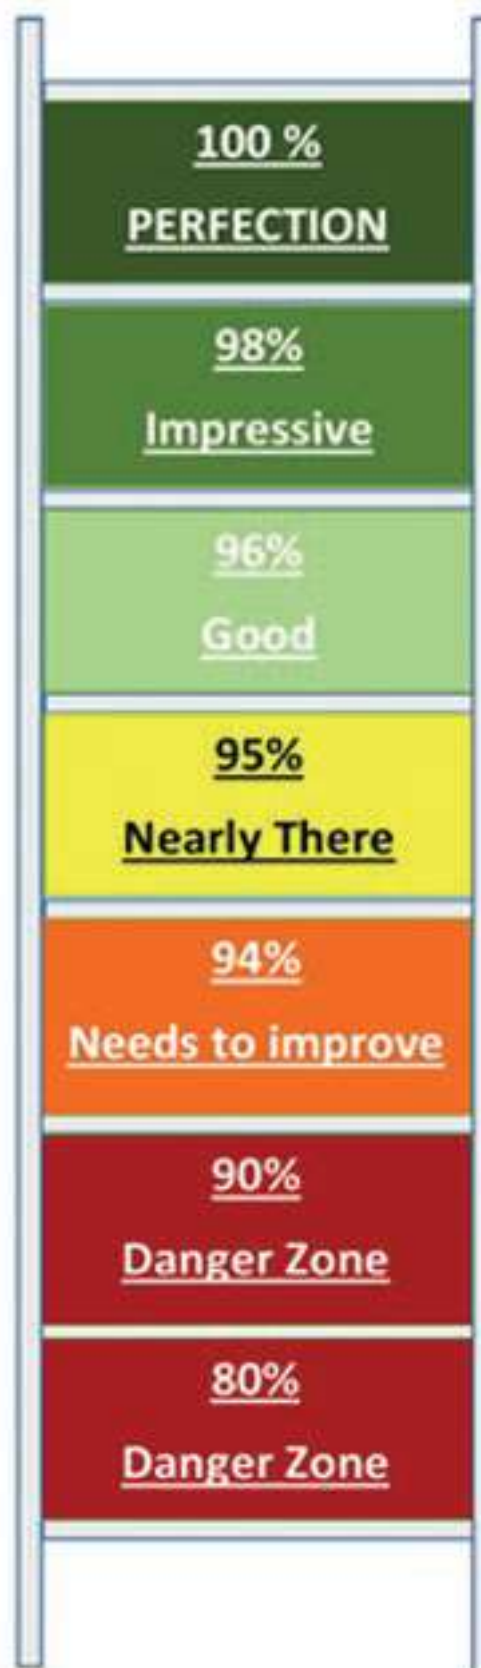 100 %
PERFECTION
98%
Impressive
96%
Good
95%
Nearly There
94%
Needs to improve
90%
Danger Zone
80%
Danger Zone